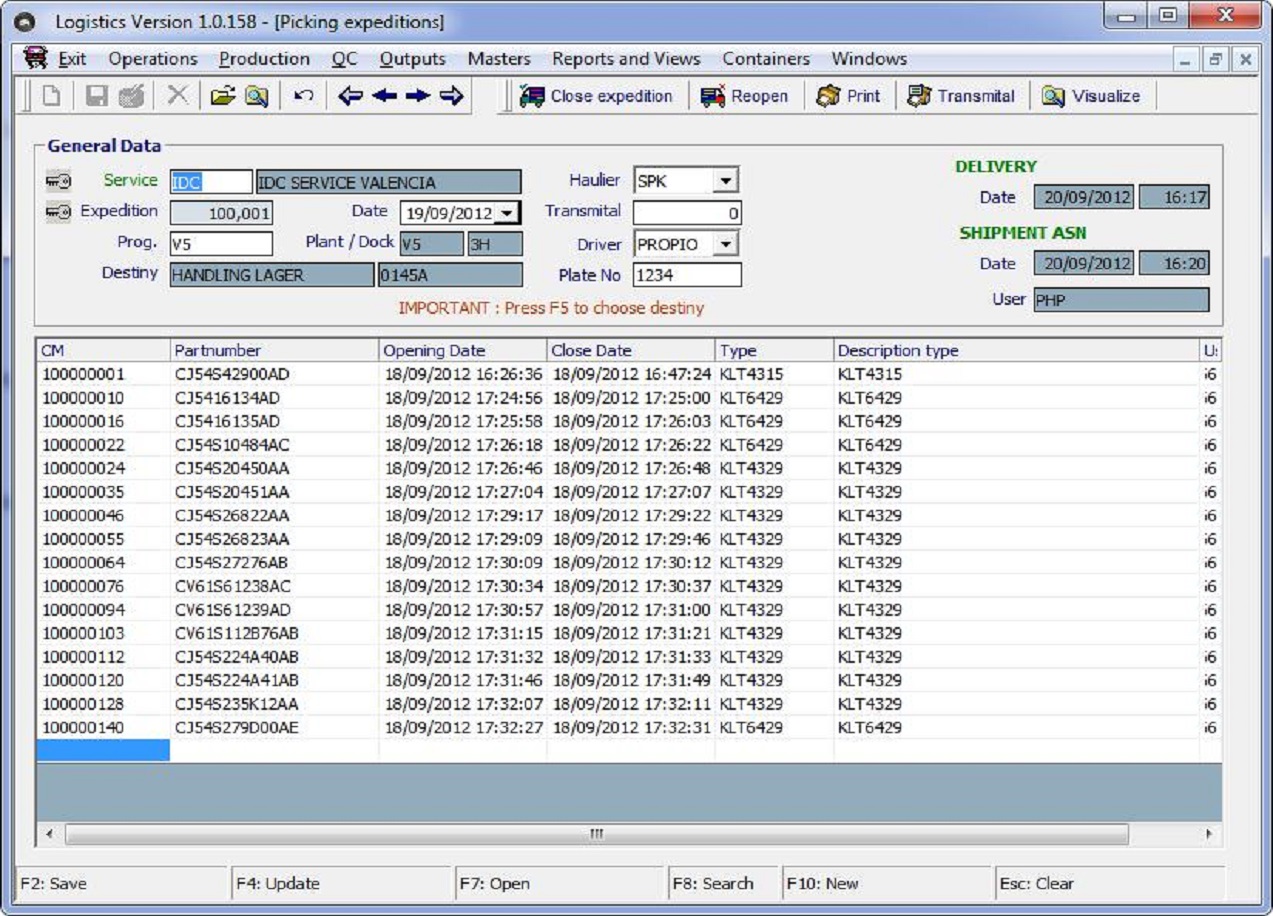 Logistics Version 1.0.158 - [Picking expeditions]
Exit Operations Production QC Outputs Masters Reports and Views Containers Windows
Close expedition Reopen Print Transmital Visualize
General Data
Service IDC IDC SERVICE VALENCIA Haulier SPK DELIVERY
Expedition 100,001 Date 19/09/2012 Transmital 0 Date 20/09/2012 16:17
Prog. V5 Plant / Dock V5 3H Driver PROPIO SHIPMENT ASN
Destiny HANDLING LAGER 0145A Plate No 1234 Date 20/09/2012 16:20
User PHP
IMPORTANT : Press F5 to choose destiny
CM Partnumber Opening Date Close Date Type Description type
100000001 CJ54S42900AD 18/09/2012 16:26:36 18/09/2012 16:47:24 KLT4315 KLT4315
100000010 CJ5416134AD 18/09/2012 17:24:56 18/09/2012 17:25:00 KLT6429 KLT6429
100000016 CJ5416135AD 18/09/2012 17:25:58 18/09/2012 17:26:03 KLT6429 KLT6429
100000022 CJ54S10484AC 18/09/2012 17:26:18 18/09/2012 17:26:22 KLT6429 KLT6429
100000024 CJ54S20450AA 18/09/2012 17:26:46 18/09/2012 17:26:48 KLT4329 KLT4329
100000035 CJ54S20451AA 18/09/2012 17:27:04 18/09/2012 17:27:07 KLT4329 KLT4329
100000046 CJ54S26822AA 18/09/2012 17:29:17 18/09/2012 17:29:22 KLT4329 KLT4329
100000055 CJ54S26823AA 18/09/2012 17:29:09 18/09/2012 17:29:46 KLT4329 KLT4329
100000064 CJ54S27276AB 18/09/2012 17:30:09 18/09/2012 17:30:12 KLT4329 KLT4329
100000076 CV61S61238AC 18/09/2012 17:30:34 18/09/2012 17:30:37 KLT4329 KLT4329
100000094 CV61S61239AD 18/09/2012 17:30:57 18/09/2012 17:31:00 KLT4329 KLT4329
100000103 CV61S112B76AB 18/09/2012 17:31:15 18/09/2012 17:31:21 KLT4329 KLT4329
100000112 CJ54S224A40AB 18/09/2012 17:31:32 18/09/2012 17:31:33 KLT4329 KLT4329
100000120 CJ54S224A41AB 18/09/2012 17:31:46 18/09/2012 17:31:49 KLT4329 KLT4329
100000128 CJ54S235K12AA 18/09/2012 17:32:07 18/09/2012 17:32:11 KLT4329 KLT4329
100000140 CJ54S279D00AE 18/09/2012 17:32:27 18/09/2012 17:32:31 KLT6429 KLT6429
F2: Save F4: Update F7: Open F8: Search F10: New Esc: Clear